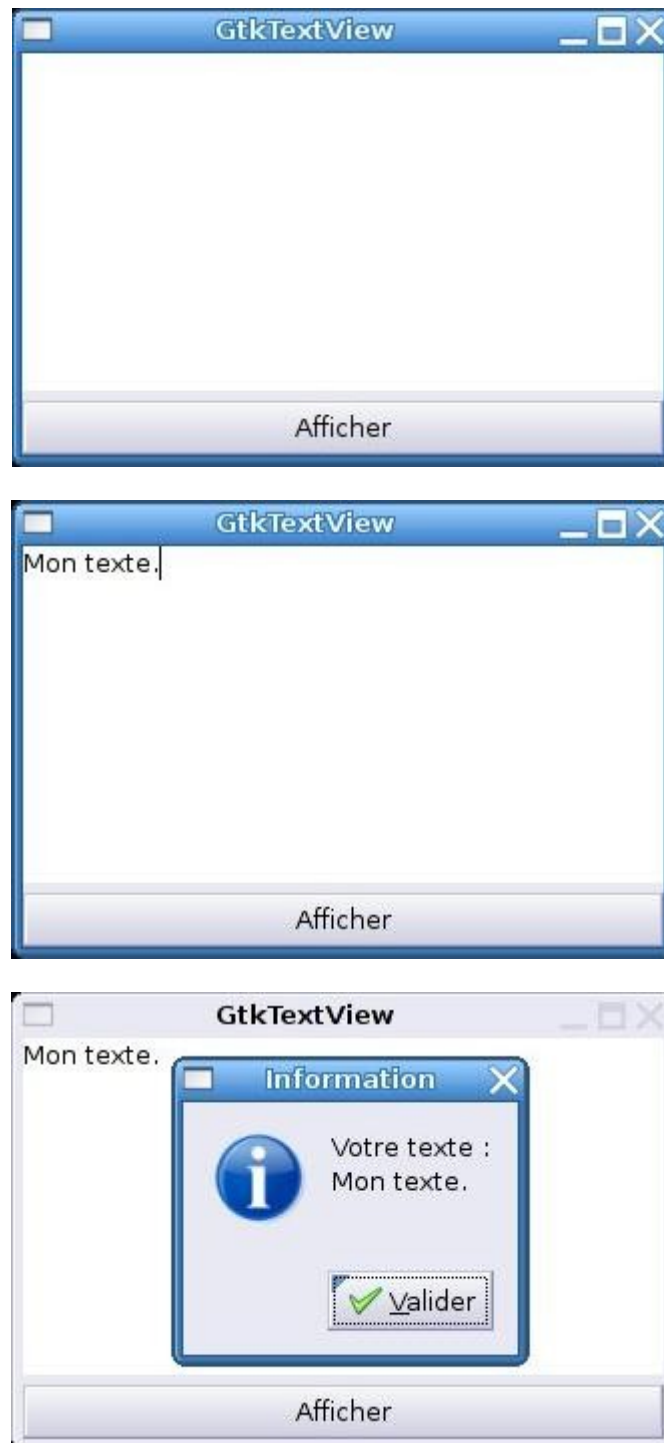 GtkTextView
Afficher
GtkTextView
Mon texte.
Afficher
GtkTextView
Mon texte.
Information
Votre texte :
Mon texte.
Valider
Afficher